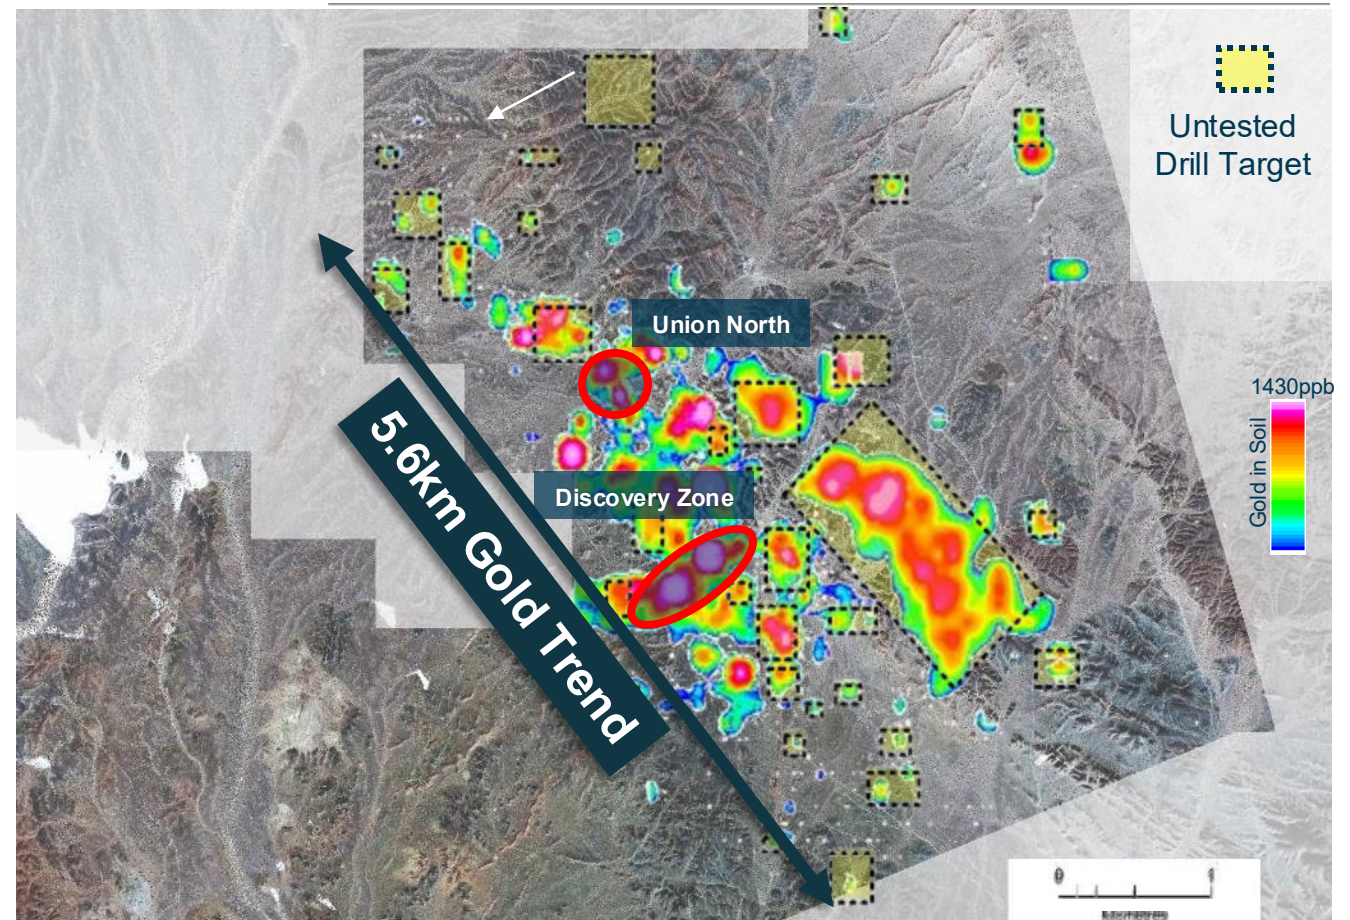 Untested
Drill Target
Union North
1430ppb
Gold in Soil
Discovery Zone
5.6km Gold Trend
0
1